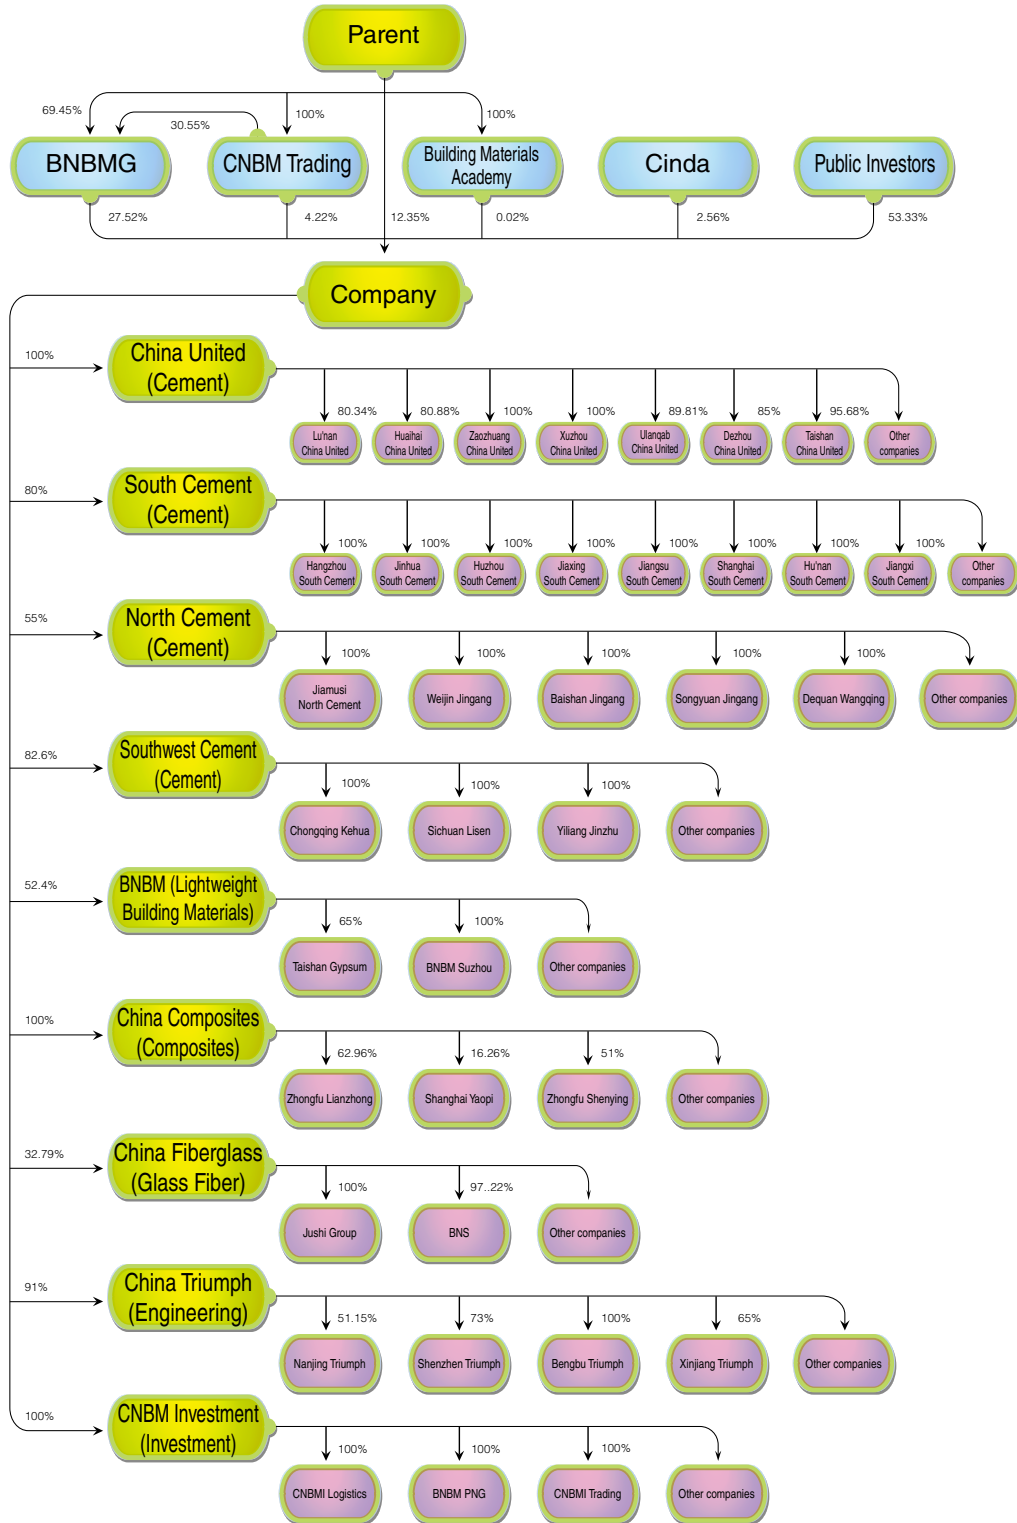 Parent
69.45%
30.55%
100%
100%
BNBMG
CNBM Trading
Building Materials
Academy
Cinda
Public Investors
27.52%
4.22%
12.35%
0.02%
2.56%
53.33%
Company
100%
China United
(Cement)
80.34%
80.88%
100%
100%
89.81%
85%
95.68%
Lu'nan
China United
Huaihai
China United
Zaozhuang
China United
Xuzhou
China United
Ulanqab
China United
Dezhou
China United
Taishan
China United
Other
companies
80%
South Cement
(Cement)
100%
100%
100%
100%
100%
100%
100%
100%
Hangzhou
South Cement
Jinhua
South Cement
Huzhou
South Cement
Jiaxing
South Cement
Jiangsu
South Cement
Shanghai
South Cement
Hu'nan
South Cement
Jiangxi
South Cement
Other
companies
55%
North Cement
(Cement)
100%
100%
100%
100%
100%
Jiamusi
North Cement
Weijin Jingang
Baishan Jingang
Songyuan Jingang
Dequan Wangqing
Other companies
82.6%
Southwest Cement
(Cement)
100%
100%
100%
Chongqing Kehua
Sichuan Lisen
Yiliang Jinzhu
Other companies
52.4%
BNBM (Lightweight
Building Materials)
65%
100%
Taishan Gypsum
BNBM Suzhou
Other companies
100%
China Composites
(Composites)
62.96%
16.26%
51%
Zhongfu Lianzhong
Shanghai Yaopi
Zhongfu Shenying
Other companies
32.79%
China Fiberglass
(Glass Fiber)
100%
97..22%
Jushi Group
BNS
Other companies
91%
China Triumph
(Engineering)
51.15%
73%
100%
65%
Nanjing Triumph
Shenzhen Triumph
Bengbu Triumph
Xinjiang Triumph
Other companies
100%
CNBM Investment
(Investment)
100%
100%
100%
CNBMI Logistics
BNBM PNG
CNBMI Trading
Other companies